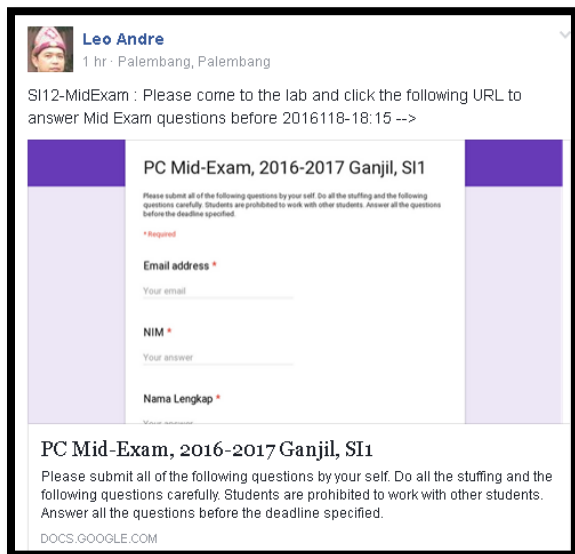 Leo Andre
1 hr · Palembang, Palembang
SI12-MidExam : Please come to the lab and click the following URL to
answer Mid Exam questions before 2016118-18:15 -->
PC Mid-Exam, 2016-2017 Ganjil, SI1
Please submit all of the following questions by your self. Do all the stuffing and the following
questions carefully. Students are prohibited to work with other students. Answer all the questions
before the deadline specified.
* Required
Email address *
Your email
NIM *
Your answer
Nama Lengkap *
Your answer
PC Mid-Exam, 2016-2017 Ganjil, SI1
Please submit all of the following questions by your self. Do all the stuffing and the
following questions carefully. Students are prohibited to work with other students.
Answer all the questions before the deadline specified.
DOCS.GOOGLE.COM